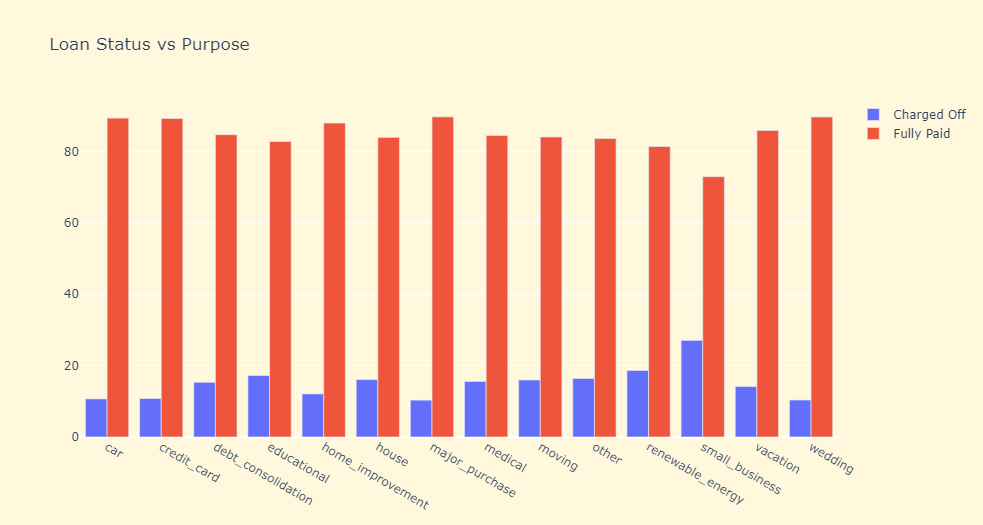 Loan Status vs Purpose
Charged Off
Fully Paid
80
60
40
20
0
car
credit_card
debt_consolidation
educational
home_improvement
house
major_purchase
medical
moving
other
renewable_energy
small_business
vacation
wedding